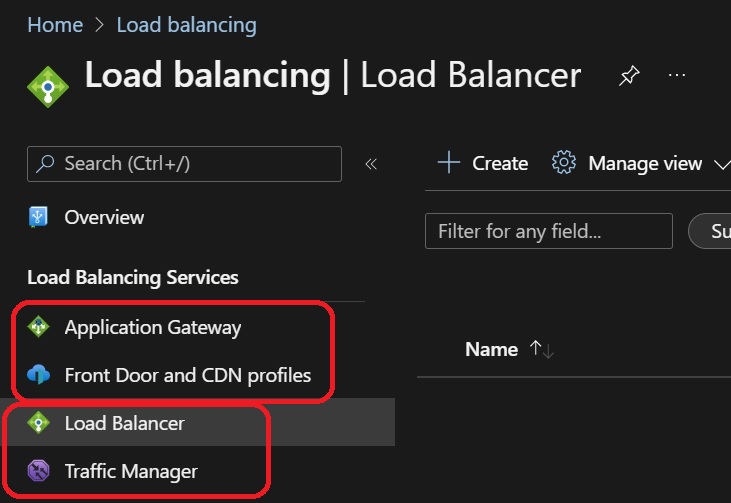 Home > Load balancing
Load balancing | Load Balancer
Search (Ctrl+/)
Create
Manage view
Overview
Filter for any field...
Su
Load Balancing Services
Application Gateway
Name
Front Door and CDN profiles
Load Balancer
Traffic Manager